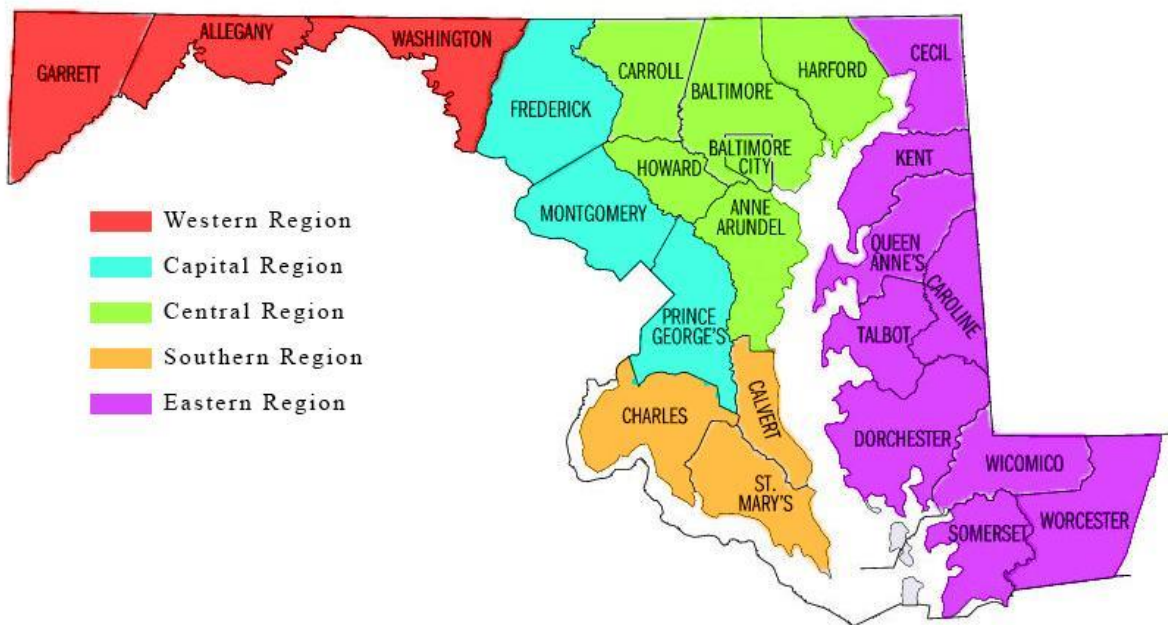 GARRETT
ALLEGANY
WASHINGTON
FREDERICK
CARROLL
BALTIMORE
HARFORD
CECIL
BALTIMORE
CITY
HOWARD
KENT
MONTGOMERY
ANNE
ARUNDEL
QUEEN
ANNE'S
CAROLINE
PRINCE
GEORGE'S
TALBOT
CHARLES
CALVERT
DORCHESTER
WICOMICO
ST.
MARY'S
SOMERSET
WORCESTER
Western Region
Capital Region
Central Region
Southern Region
Eastern Region